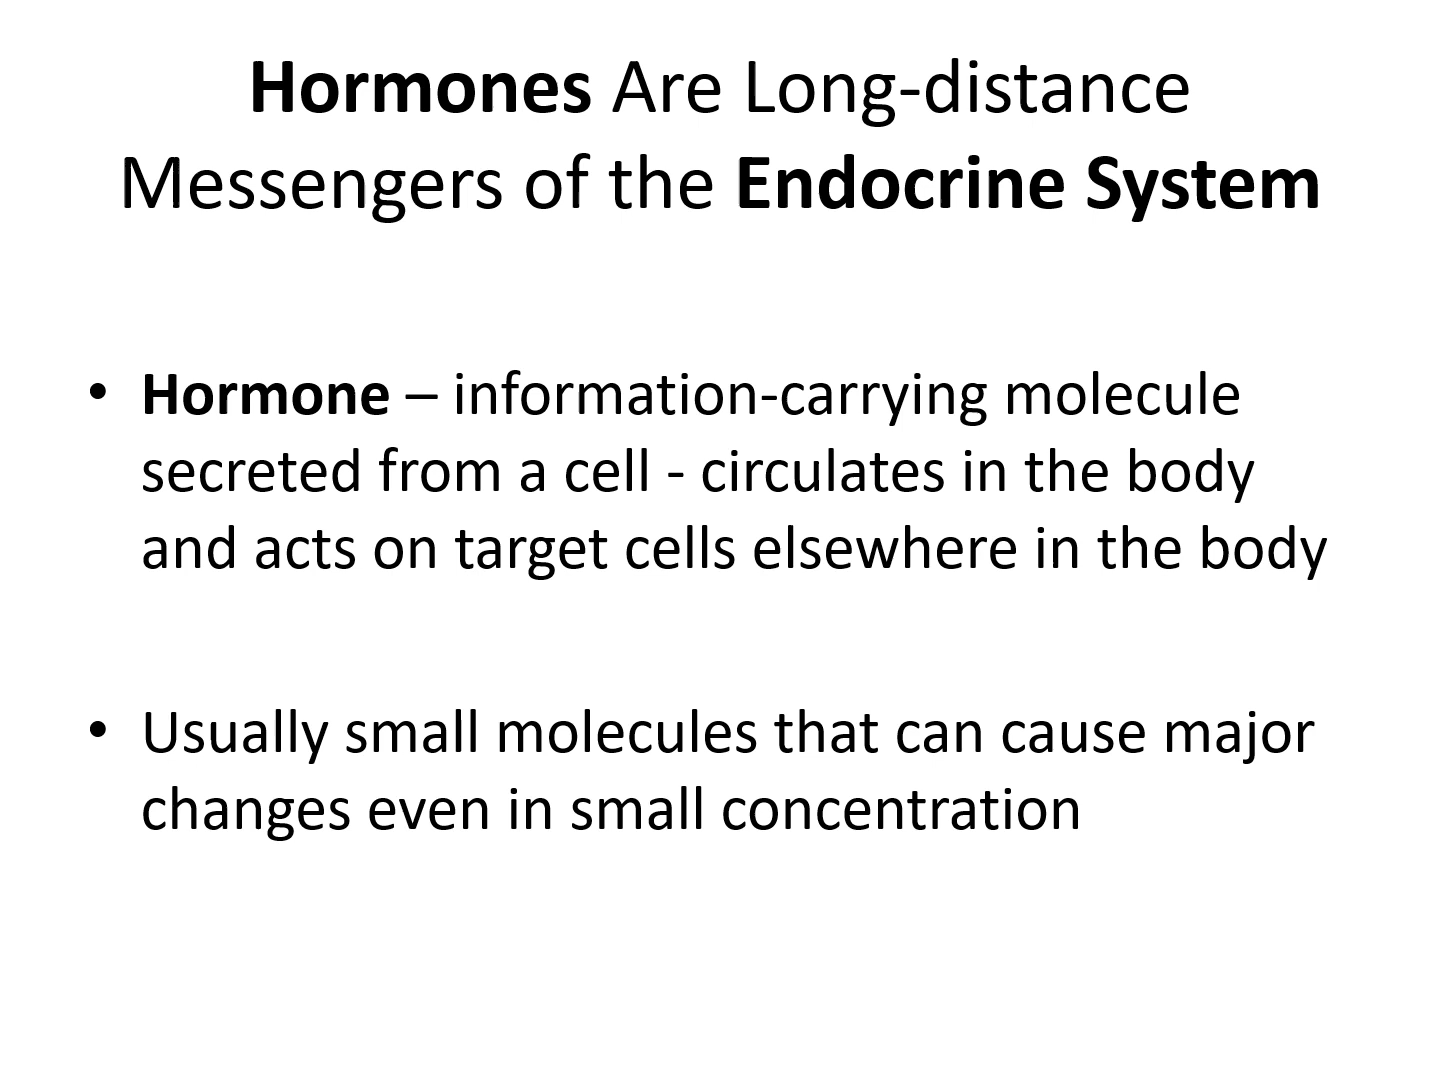 Hormones Are Long-distance
Messengers of the Endocrine System
• Hormone – information-carrying molecule
secreted from a cell - circulates in the body
and acts on target cells elsewhere in the body
• Usually small molecules that can cause major
changes even in small concentration